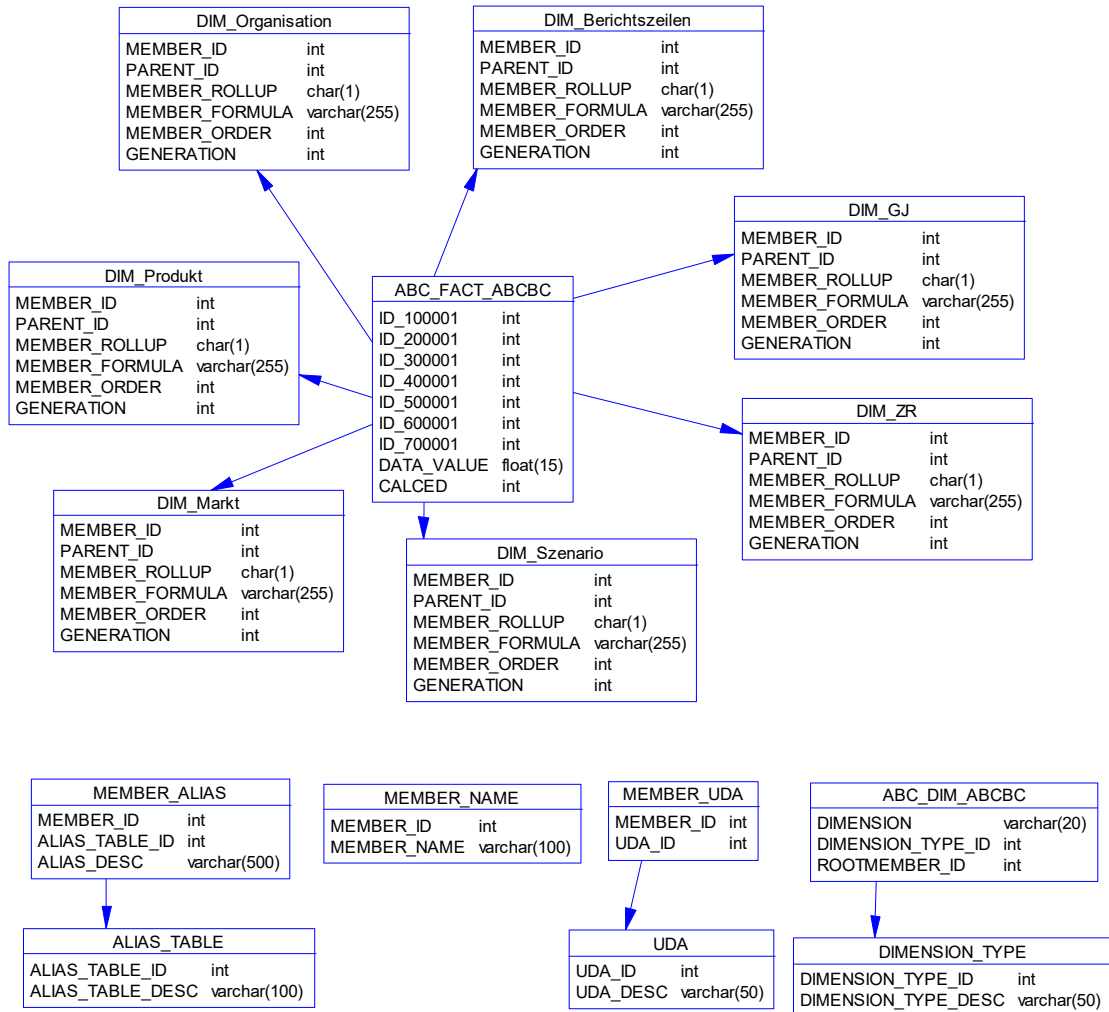 DIM_Organisation
MEMBER_ID int
PARENT_ID int
MEMBER_ROLLUP char(1)
MEMBER_FORMULA varchar(255)
MEMBER_ORDER int
GENERATION int
DIM_Berichtszeilen
MEMBER_ID int
PARENT_ID int
MEMBER_ROLLUP char(1)
MEMBER_FORMULA varchar(255)
MEMBER_ORDER int
GENERATION int
DIM_GJ
MEMBER_ID int
PARENT_ID int
MEMBER_ROLLUP char(1)
MEMBER_FORMULA varchar(255)
MEMBER_ORDER int
GENERATION int
DIM_Produkt
MEMBER_ID int
PARENT_ID int
MEMBER_ROLLUP char(1)
MEMBER_FORMULA varchar(255)
MEMBER_ORDER int
GENERATION int
ABC_FACT_ABCBC
ID_100001 int
ID_200001 int
ID_300001 int
ID_400001 int
ID_500001 int
ID_600001 int
ID_700001 int
DATA_VALUE float(15)
CALCED int
DIM_ZR
MEMBER_ID int
PARENT_ID int
MEMBER_ROLLUP char(1)
MEMBER_FORMULA varchar(255)
MEMBER_ORDER int
GENERATION int
DIM_Markt
MEMBER_ID int
PARENT_ID int
MEMBER_ROLLUP char(1)
MEMBER_FORMULA varchar(255)
MEMBER_ORDER int
GENERATION int
DIM_Szenario
MEMBER_ID int
PARENT_ID int
MEMBER_ROLLUP char(1)
MEMBER_FORMULA varchar(255)
MEMBER_ORDER int
GENERATION int
MEMBER_ALIAS
MEMBER_ID int
ALIAS_TABLE_ID int
ALIAS_DESC varchar(500)
MEMBER_NAME
MEMBER_ID int
MEMBER_NAME varchar(100)
MEMBER_UDA
MEMBER_ID int
UDA_ID int
ABC_DIM_ABCBC
DIMENSION varchar(20)
DIMENSION_TYPE_ID int
ROOTMEMBER_ID int
ALIAS_TABLE
ALIAS_TABLE_ID int
ALIAS_TABLE_DESC varchar(100)
UDA
UDA_ID int
UDA_DESC varchar(50)
DIMENSION_TYPE
DIMENSION_TYPE_ID int
DIMENSION_TYPE_DESC varchar(50)